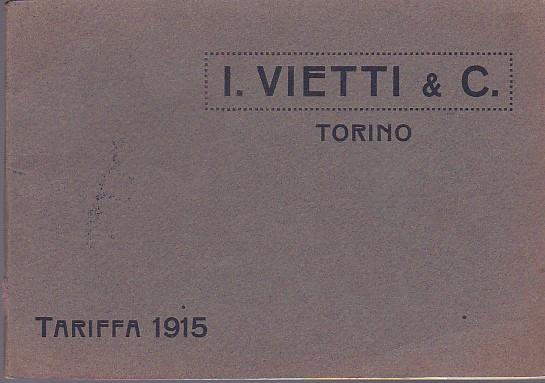 I. VIETTI & C.
TORINO
TARIFFA 1915